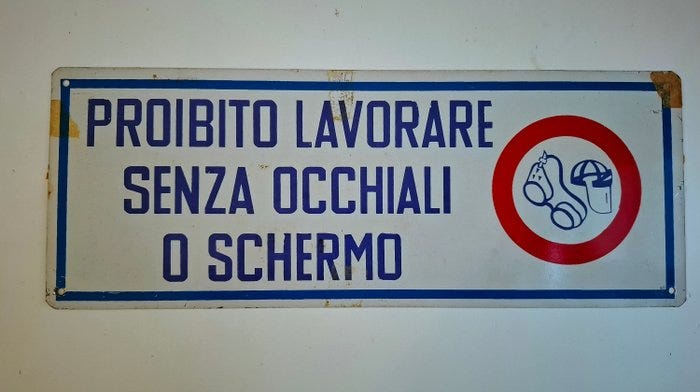 PROIBITO LAVORARE
SENZA OCCHIALI
O SCHERMO